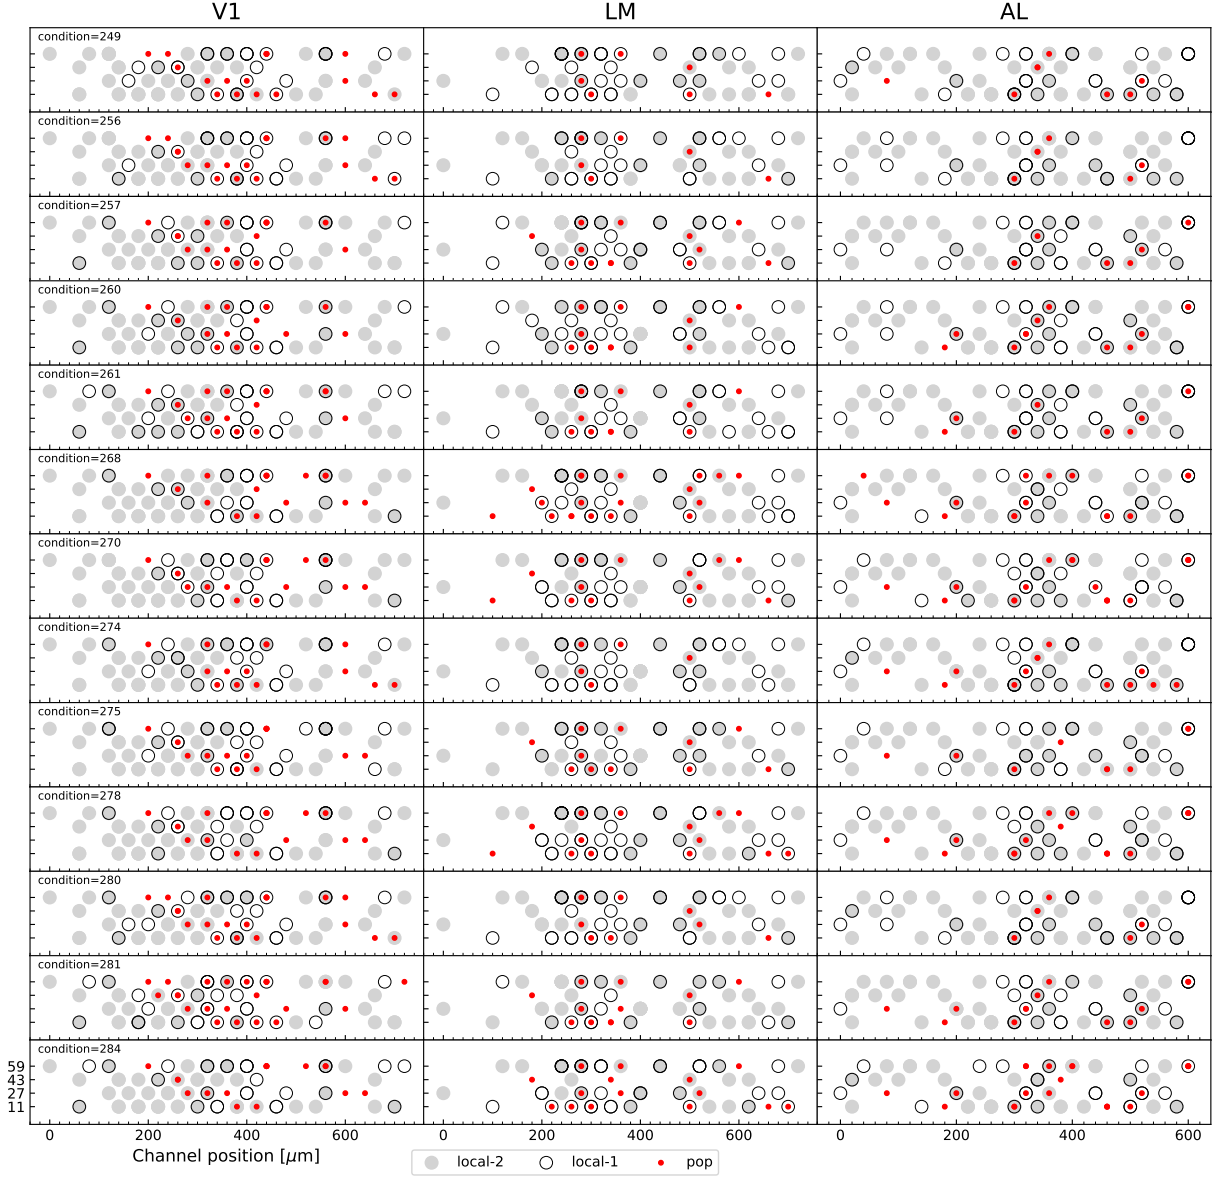 V1 LM AL
condition=249
condition=256
condition=257
condition=260
condition=261
condition=268
condition=270
condition=274
condition=275
condition=278
condition=280
condition=281
condition=284
59
43
27
11
0 200 400 600 0 200 400 600 0 200 400 600
Channel position [μm]
local-2 local-1 pop